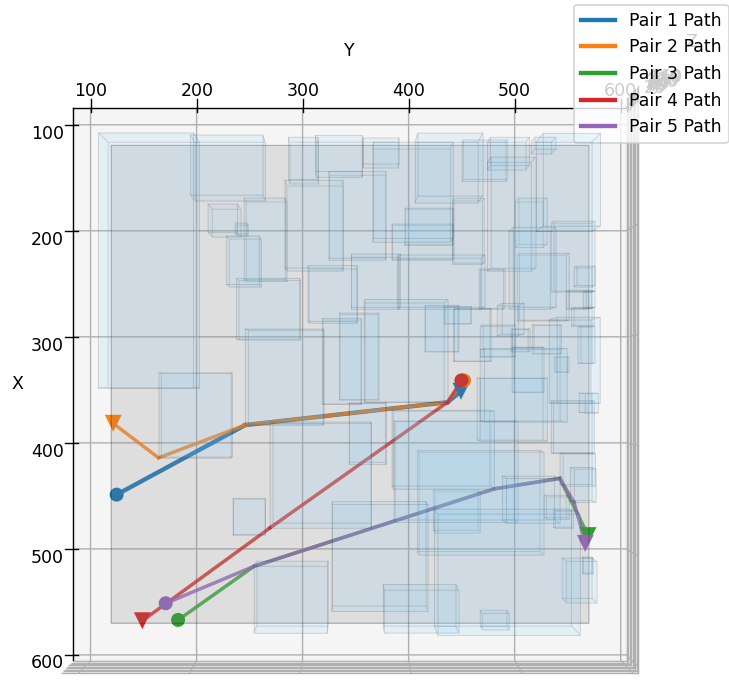 Pair 1 Path
Pair 2 Path
Pair 3 Path
Pair 4 Path
Pair 5 Path
Y
Z
100 200 300 400 500 600
100
200
300
400
500
600
X